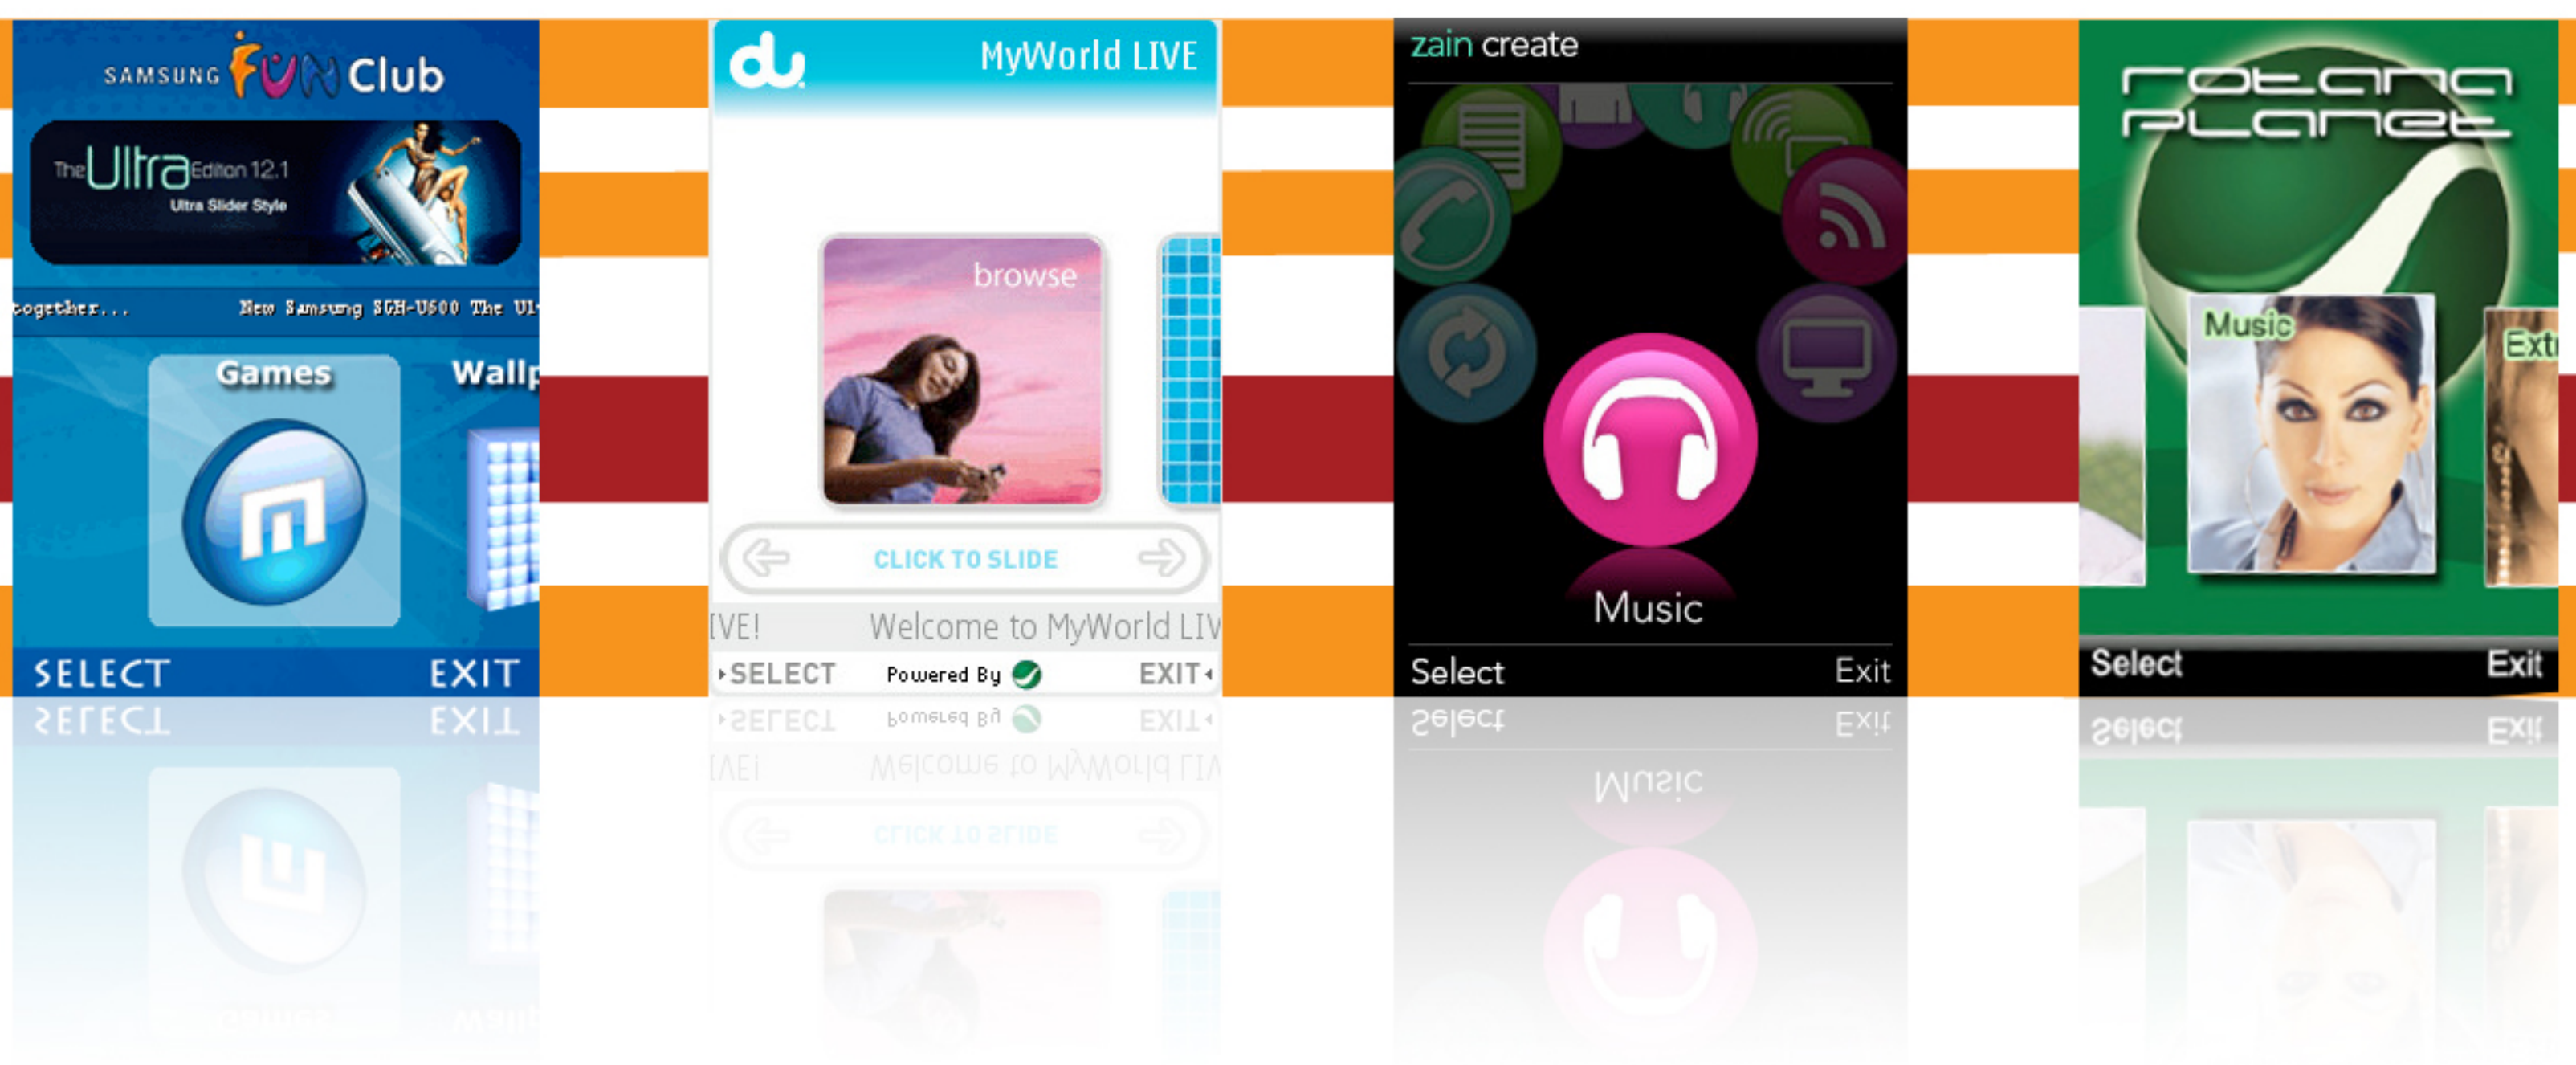 SAMSUNG FUN Club
The Ultra Edition 12.1
Ultra Slider Style
together...
New Samsung SGH-U600 The Ul
Games
Wallp
SELECT
EXIT
du
MyWorld LIVE
browse
CLICK TO SLIDE
IVE!
Welcome to MyWorld LIV
SELECT
Powered By
EXIT
zain create
Music
Select
Exit
rotana
PLANET
Music
Ext
Select
Exit